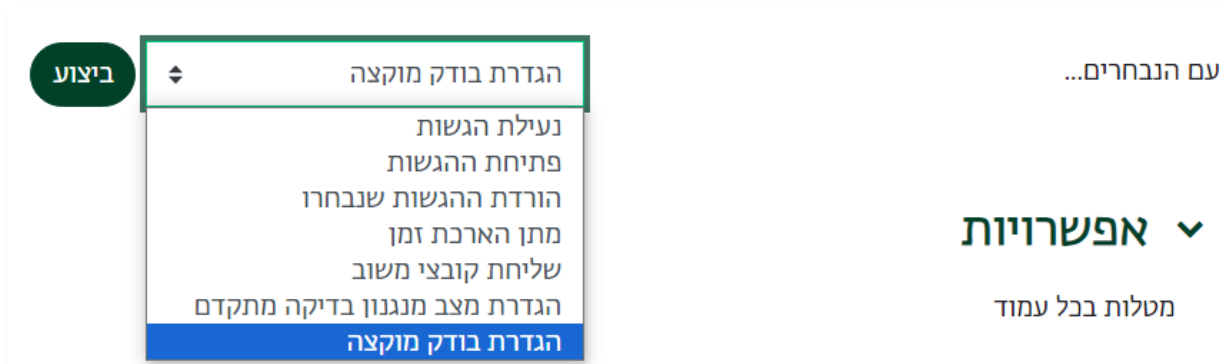 עם הנבחרים...
הגדרת בודק מוקצה
ביצוע
נעילת הגשות
פתיחת ההגשות
הורדת ההגשות שנבחרו
מתן הארכת זמן
שליחת קובצי משוב
הגדרת מצב מנגנון בדיקה מתקדם
הגדרת בודק מוקצה
אפשרויות
מטלות בכל עמוד